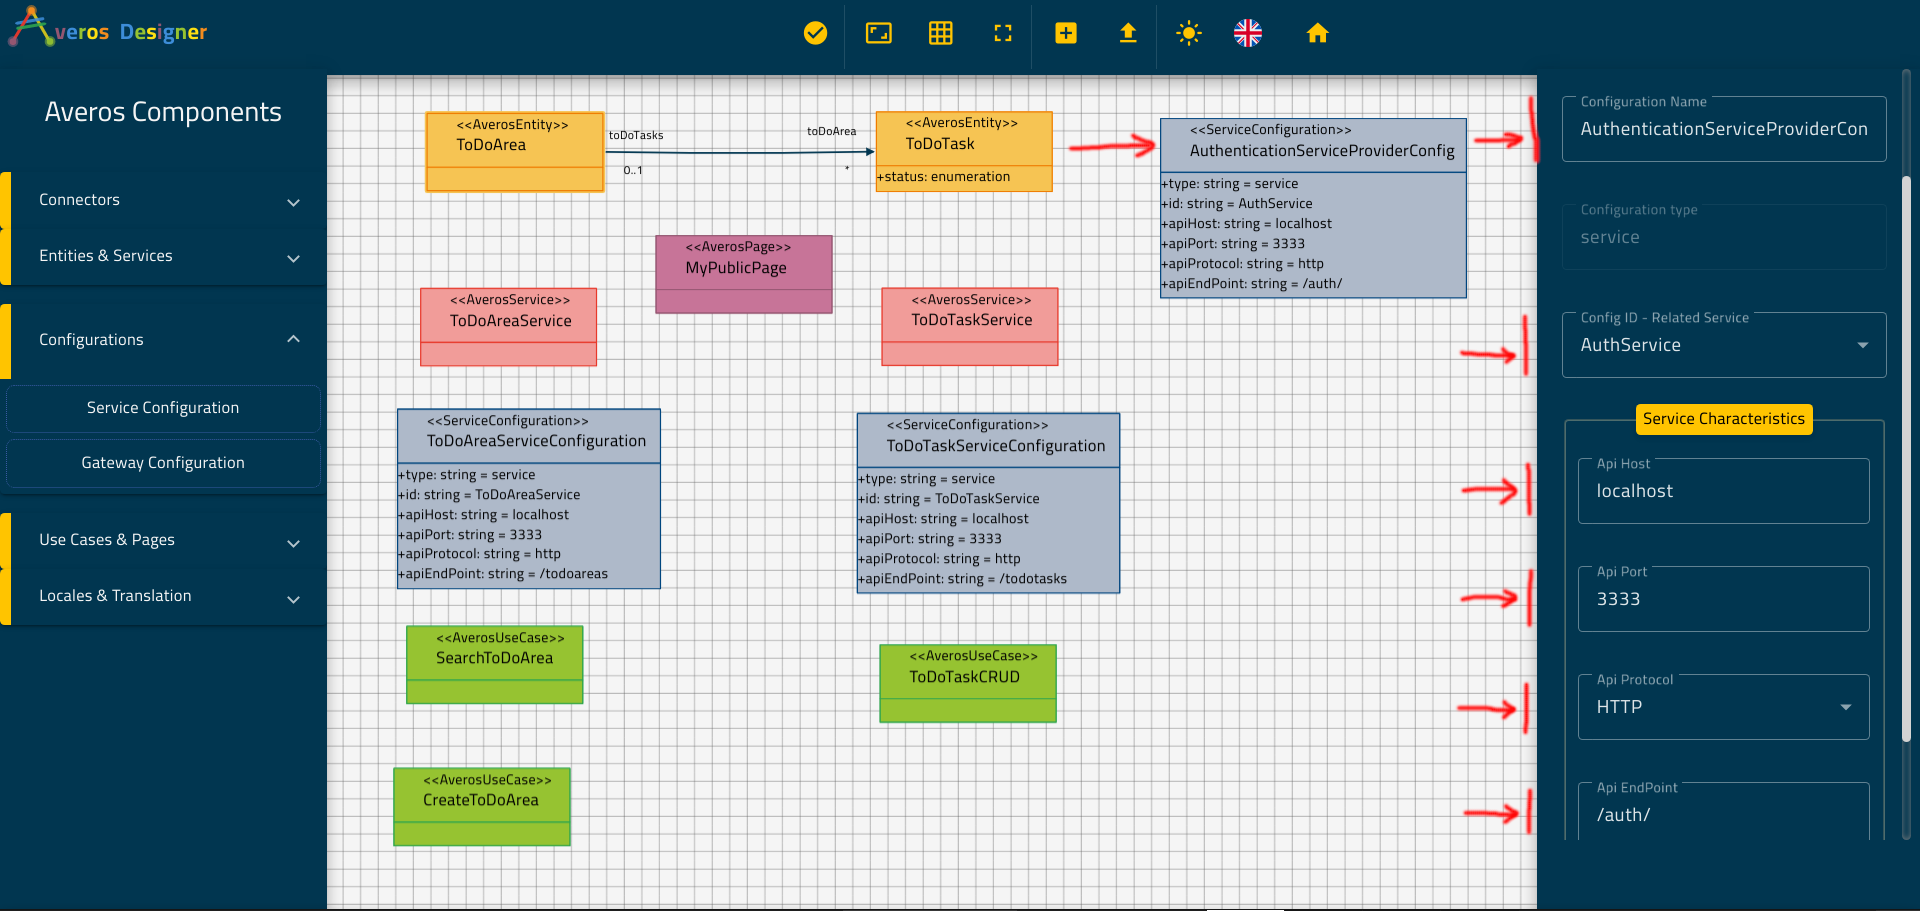 Averos Designer
Averos Components
Connectors
Entities & Services
Configurations
Service Configuration
Gateway Configuration
Use Cases & Pages
Locales & Translation
<<AverosEntity>>
ToDoArea
toDoTasks
0..1
toDoArea
*
<<AverosEntity>>
ToDoTask
+status: enumeration
<<ServiceConfiguration>>
AuthenticationServiceProviderConfig
+type: string = service
+id: string = AuthService
+apiHost: string = localhost
+apiPort: string = 3333
+apiProtocol: string = http
+apiEndPoint: string = /auth/
<<AverosPage>>
MyPublicPage
<<AverosService>>
ToDoAreaService
<<AverosService>>
ToDoTaskService
<<ServiceConfiguration>>
ToDoAreaServiceConfiguration
+type: string = service
+id: string = ToDoAreaService
+apiHost: string = localhost
+apiPort: string = 3333
+apiProtocol: string = http
+apiEndPoint: string = /todoareas
<<ServiceConfiguration>>
ToDoTaskServiceConfiguration
+type: string = service
+id: string = ToDoTaskService
+apiHost: string = localhost
+apiPort: string = 3333
+apiProtocol: string = http
+apiEndPoint: string = /todotasks
<<AverosUseCase>>
SearchToDoArea
<<AverosUseCase>>
ToDoTaskCRUD
<<AverosUseCase>>
CreateToDoArea
Configuration Name
AuthenticationServiceProviderCon
Configuration type
service
Config ID - Related Service
AuthService
Service Characteristics
Api Host
localhost
Api Port
3333
Api Protocol
HTTP
Api EndPoint
/auth/